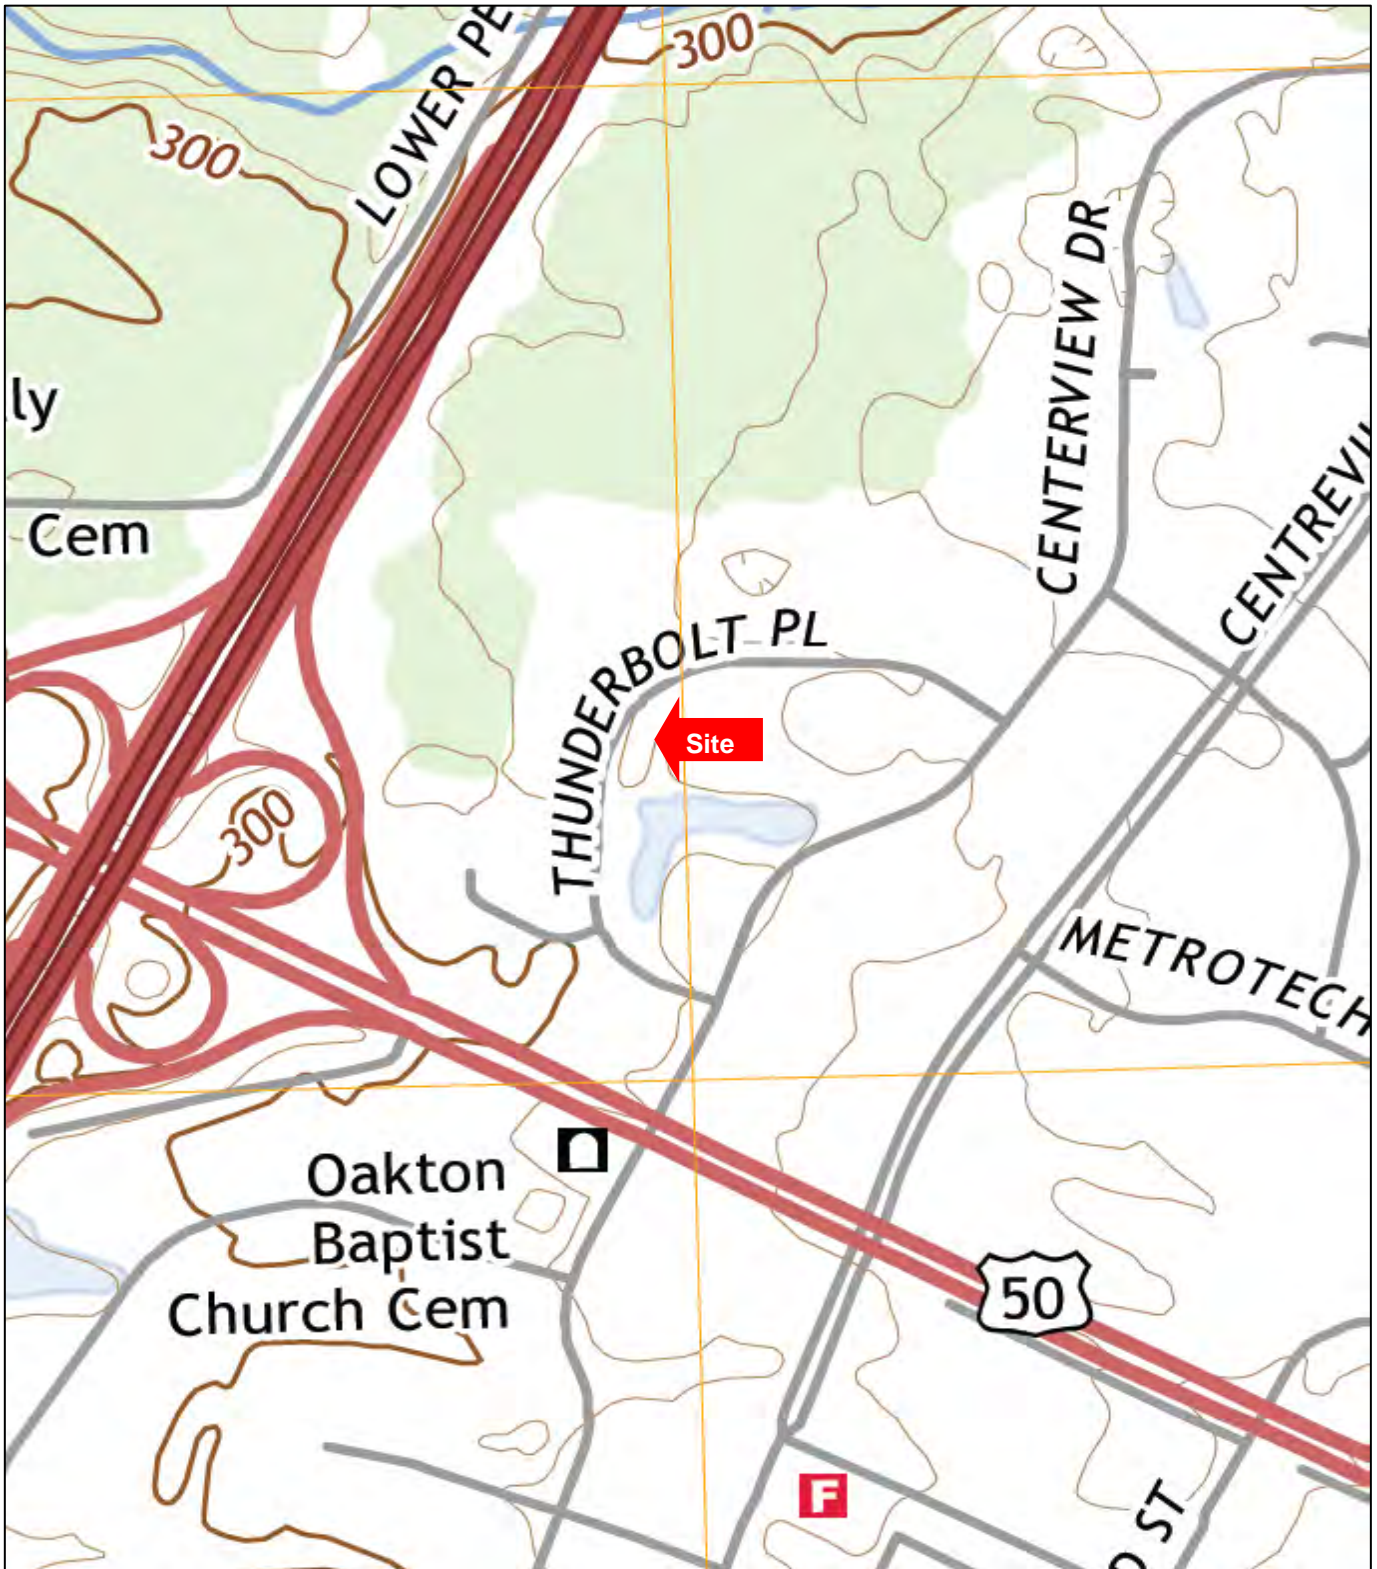 LOWER PE
300
300
CENTERVIEW DR
ly
Cem
CENTREVI
THUNDERBOLT PL
Site
300
METROTECH
Oakton
Baptist
Church Cem
50
F
ST